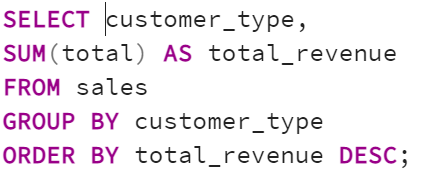 SELECT customer_type,
SUM(total) AS total_revenue
FROM sales
GROUP BY customer_type
ORDER BY total_revenue DESC;